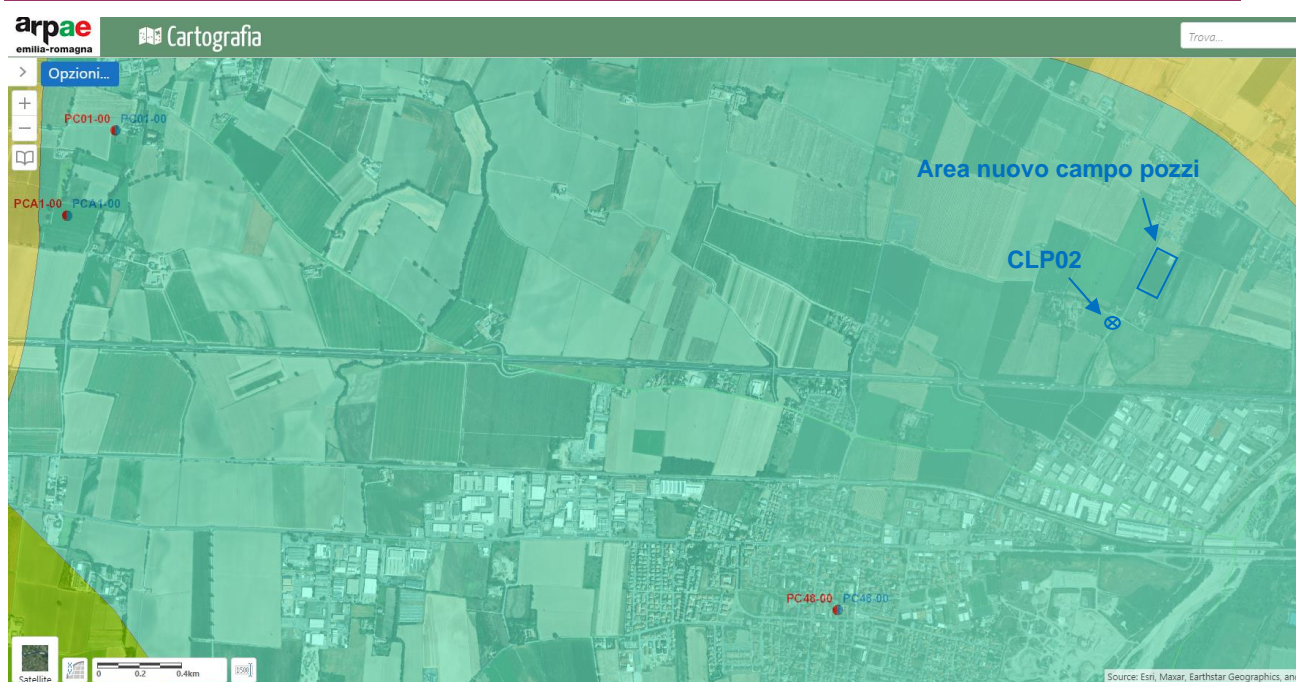 arpae
emilia-romagna
Cartografia
Trova...
Opzioni...
PC01-00 PC01-00
PCA1-00 PCA1-00
Area nuovo campo pozzi
CLP02
PC48-00 PC48-00
Satellite
0 0.2 0.4km
Source: Esri, Maxar, Earthstar Geographics, and